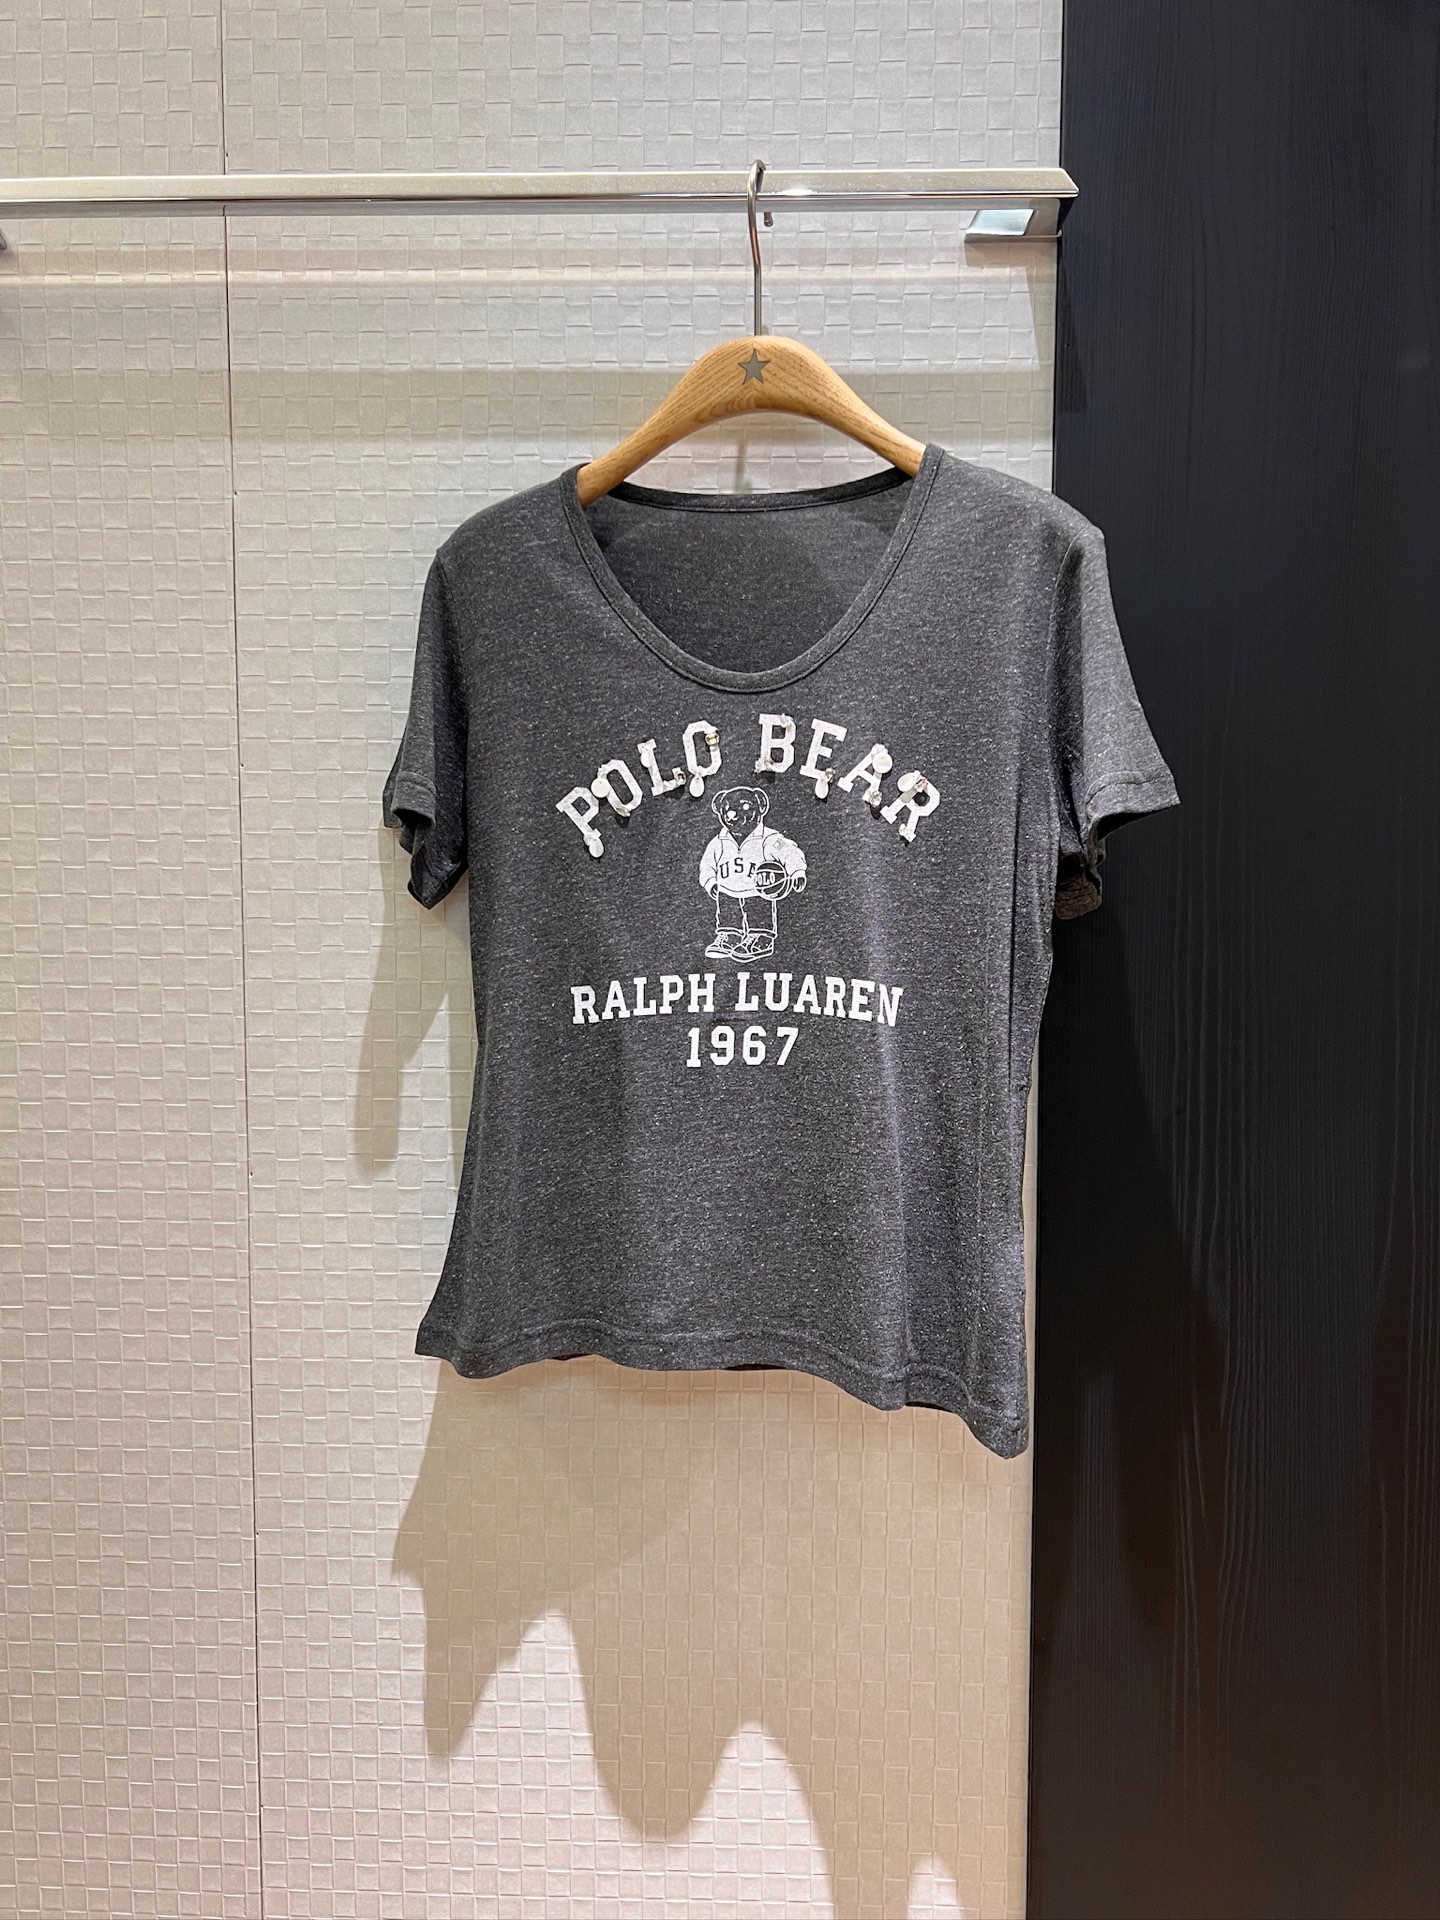 POLO BEAR
USA
POLO
RALPH LUAREN
1967